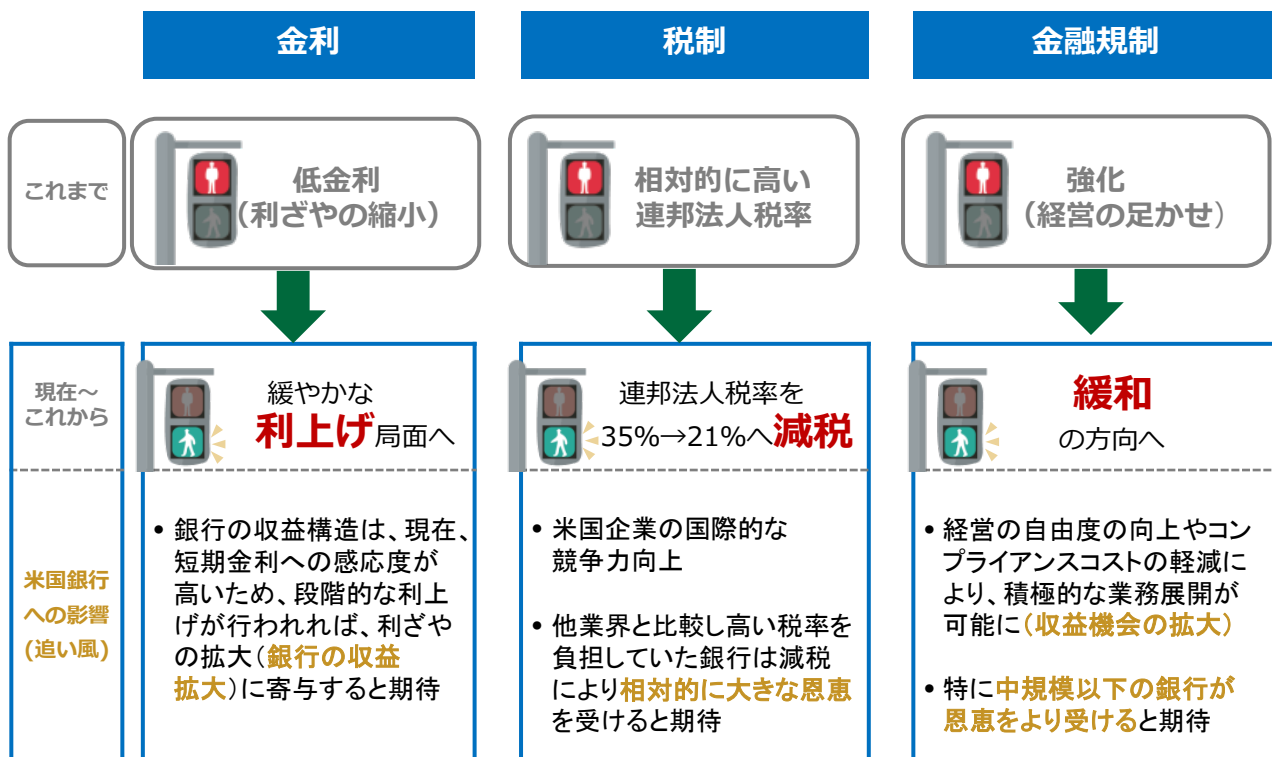 金利
税制
金融規制
これまで
低金利
(利ざやの縮小)
相対的に高い
連邦法人税率
強化
(経営の足かせ)
現在~
これから
緩やかな
利上げ局面へ
連邦法人税率を
35%→21%へ減税
緩和
の方向へ
米国銀行
への影響
(追い風)
• 銀行の収益構造は、現在、
短期金利への感応度が
高いため、段階的な利上
げが行われれば、利ざや
の拡大(銀行の収益
拡大)に寄与すると期待
• 米国企業の国際的な
競争力向上
• 他業界と比較し高い税率を
負担していた銀行は減税
により相対的に大きな恩恵
を受けると期待
• 経営の自由度の向上やコン
プライアンスコストの軽減に
より、積極的な業務展開が
可能に(収益機会の拡大)
• 特に中規模以下の銀行が
恩恵をより受けると期待